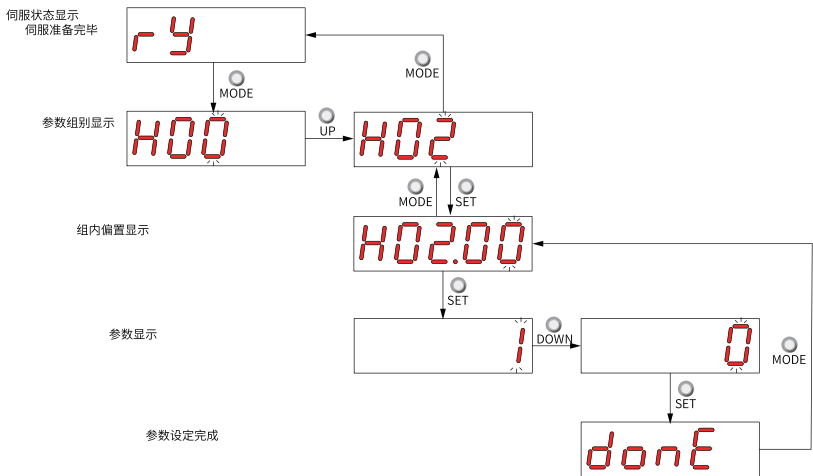 伺服状态显示
伺服准备完毕
rY
MODE
MODE
参数组别显示
H00
UP
H02
MODE
SET
组内偏置显示
H02.00
SET
参数显示
1
DOWN
0
MODE
SET
参数设定完成
donE